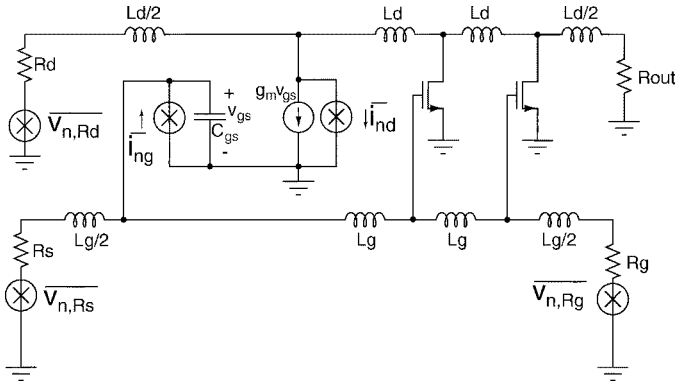 Ld/2
Ld
Ld
Ld/2
Rd
Rout
v̅n,Rd
ing
+
vgs
Cgs
-
gmvgs
ind
Lg/2
Lg
Lg
Lg/2
Rs
vn,Rs
Rg
vn,Rg